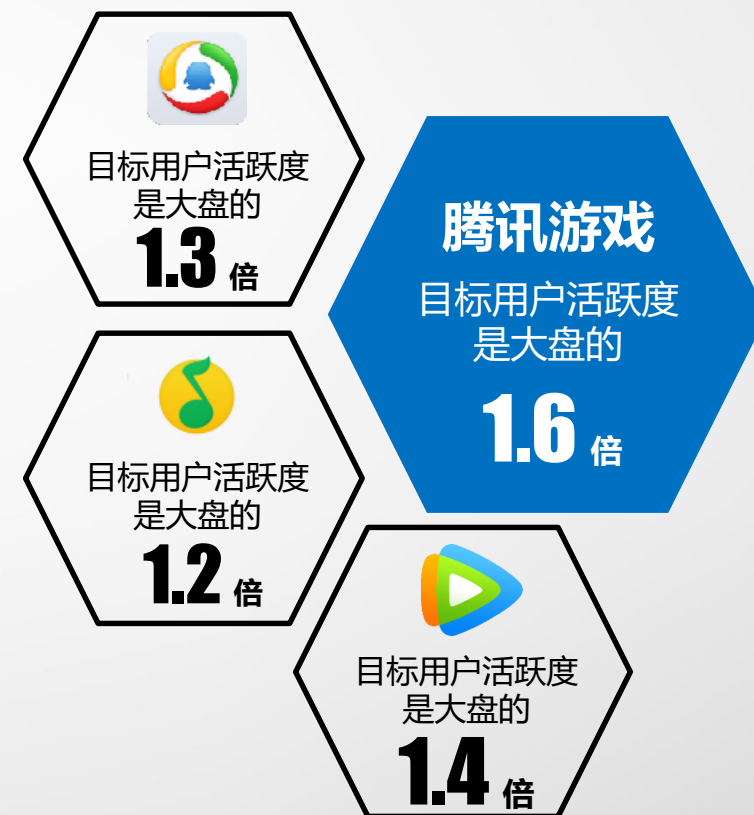 目标用户活跃度
是大盘的
1.3 倍
腾讯游戏
目标用户活跃度
是大盘的
1.6 倍
目标用户活跃度
是大盘的
1.2 倍
目标用户活跃度
是大盘的
1.4 倍